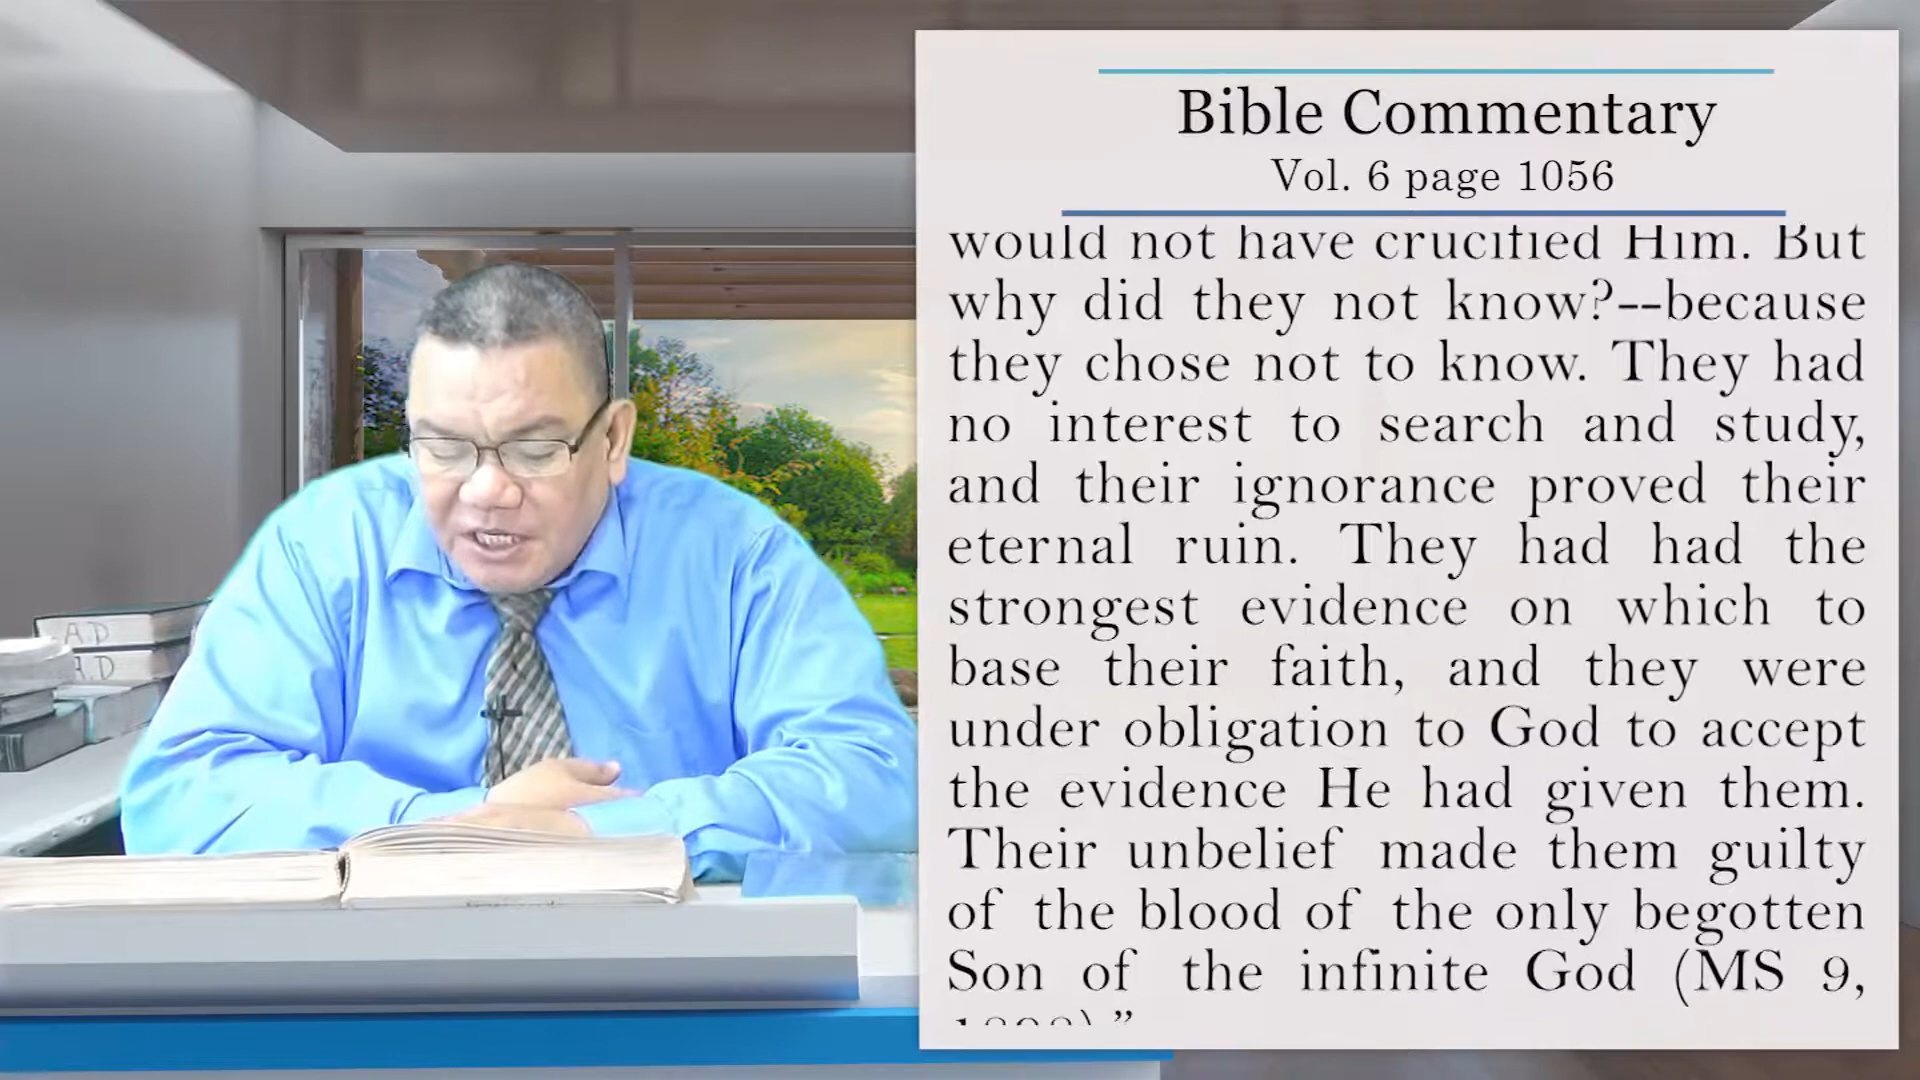 Bible Commentary
Vol. 6 page 1056
would not have crucified Him. But
why did they not know?--because
they chose not to know. They had
no interest to search and study,
and their ignorance proved their
eternal ruin. They had had the
strongest evidence on which to
base their faith, and they were
under obligation to God to accept
the evidence He had given them.
Their unbelief made them guilty
of the blood of the only begotten
Son of the infinite God (MS 9,
AD
AD